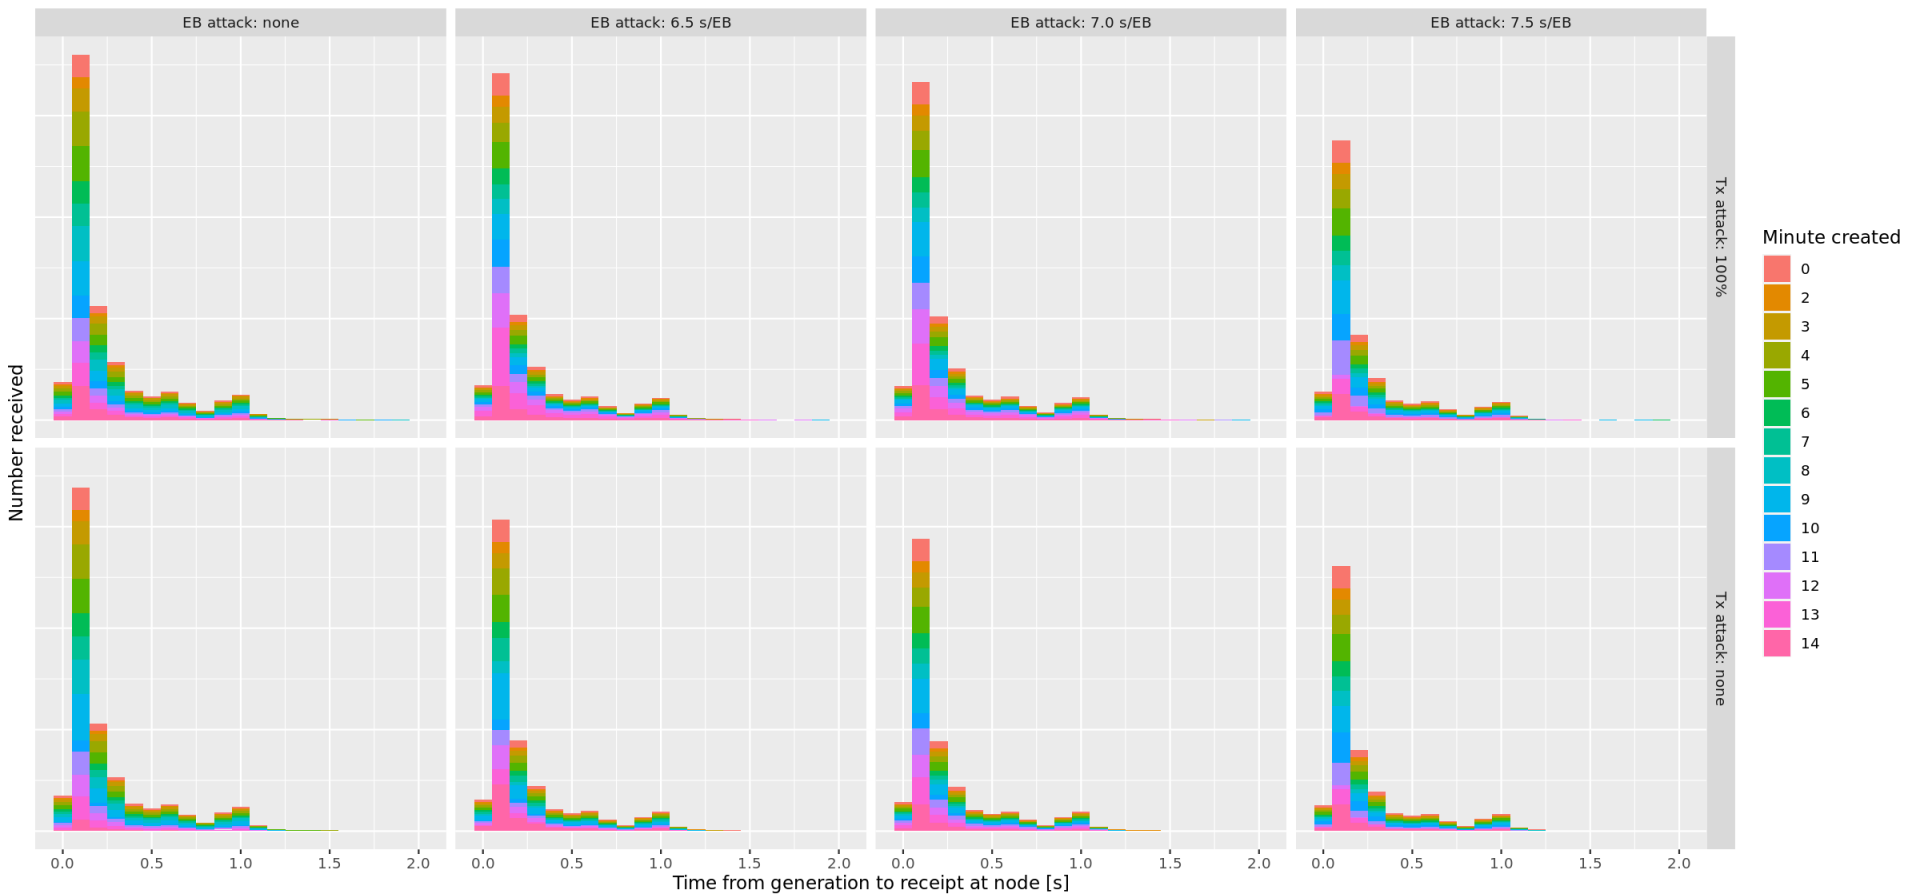 EB attack: none
EB attack: 6.5 s/EB
EB attack: 7.0 s/EB
EB attack: 7.5 s/EB
Tx attack: 100%
Tx attack: none
Number received
0.0 0.5 1.0 1.5 2.0
0.0 0.5 1.0 1.5 2.0
0.0 0.5 1.0 1.5 2.0
0.0 0.5 1.0 1.5 2.0
Time from generation to receipt at node [s]
Minute created
0
2
3
4
5
6
7
8
9
10
11
12
13
14